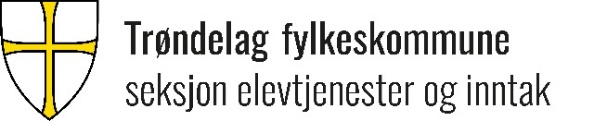 Trøndelag fylkeskommune
seksjon elevtjenester og inntak